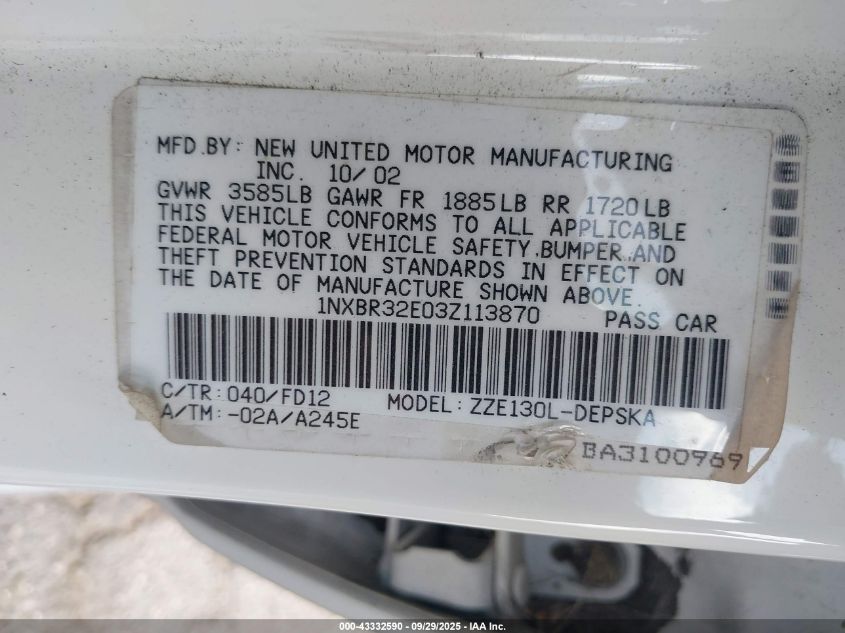 MFD.BY: NEW UNITED MOTOR MANUFACTURING
INC. 10/02
GVWR 3585LB GAWR FR 1885LB RR 1720LB
THIS VEHICLE CONFORMS TO ALL APPLICABLE
FEDERAL MOTOR VEHICLE SAFETY, BUMPER, AND
THEFT PREVENTION STANDARDS IN EFFECT ON
THE DATE OF MANUFACTURE SHOWN ABOVE.
1NXBR32E03Z113870 PASS CAR
C/TR: 040/FD12 MODEL: ZZE130L-DEPSKA
A/TM: -02A/A245E
BA3100969
000-43332590 - 09/29/2025 - IAA Inc.